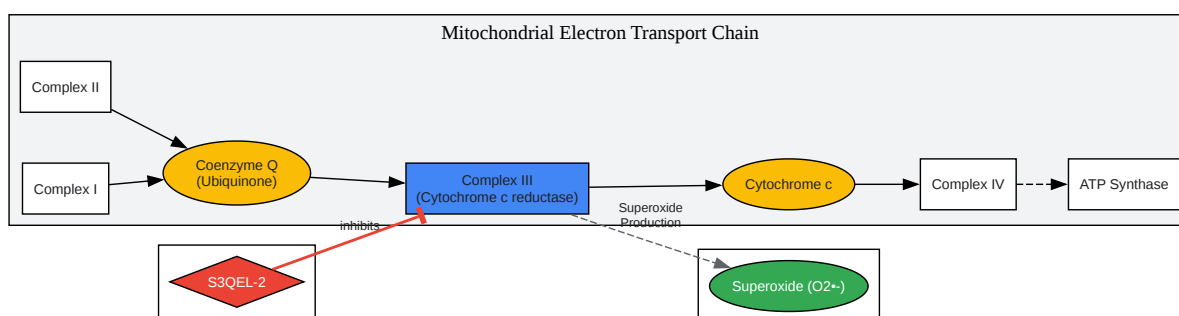 Mitochondrial Electron Transport Chain
Complex II
Complex I
Coenzyme Q
(Ubiquinone)
Complex III
(Cytochrome c reductase)
Cytochrome c
Complex IV
ATP Synthase
inhibits
Superoxide
Production
S3QEL-2
Superoxide (O2•-)